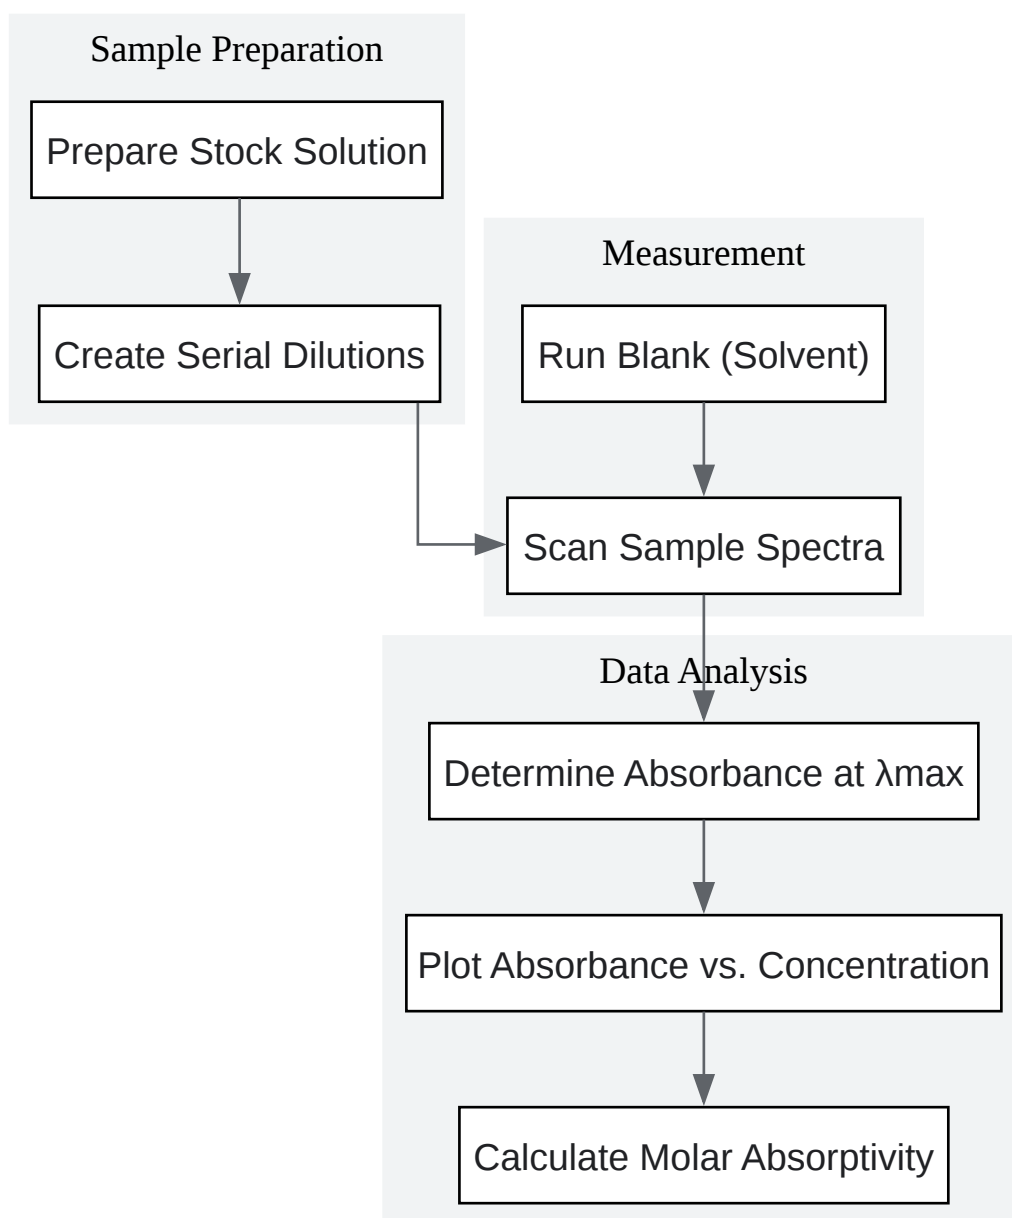 Sample Preparation
Prepare Stock Solution
Create Serial Dilutions
Measurement
Run Blank (Solvent)
Scan Sample Spectra
Data Analysis
Determine Absorbance at λmax
Plot Absorbance vs. Concentration
Calculate Molar Absorptivity